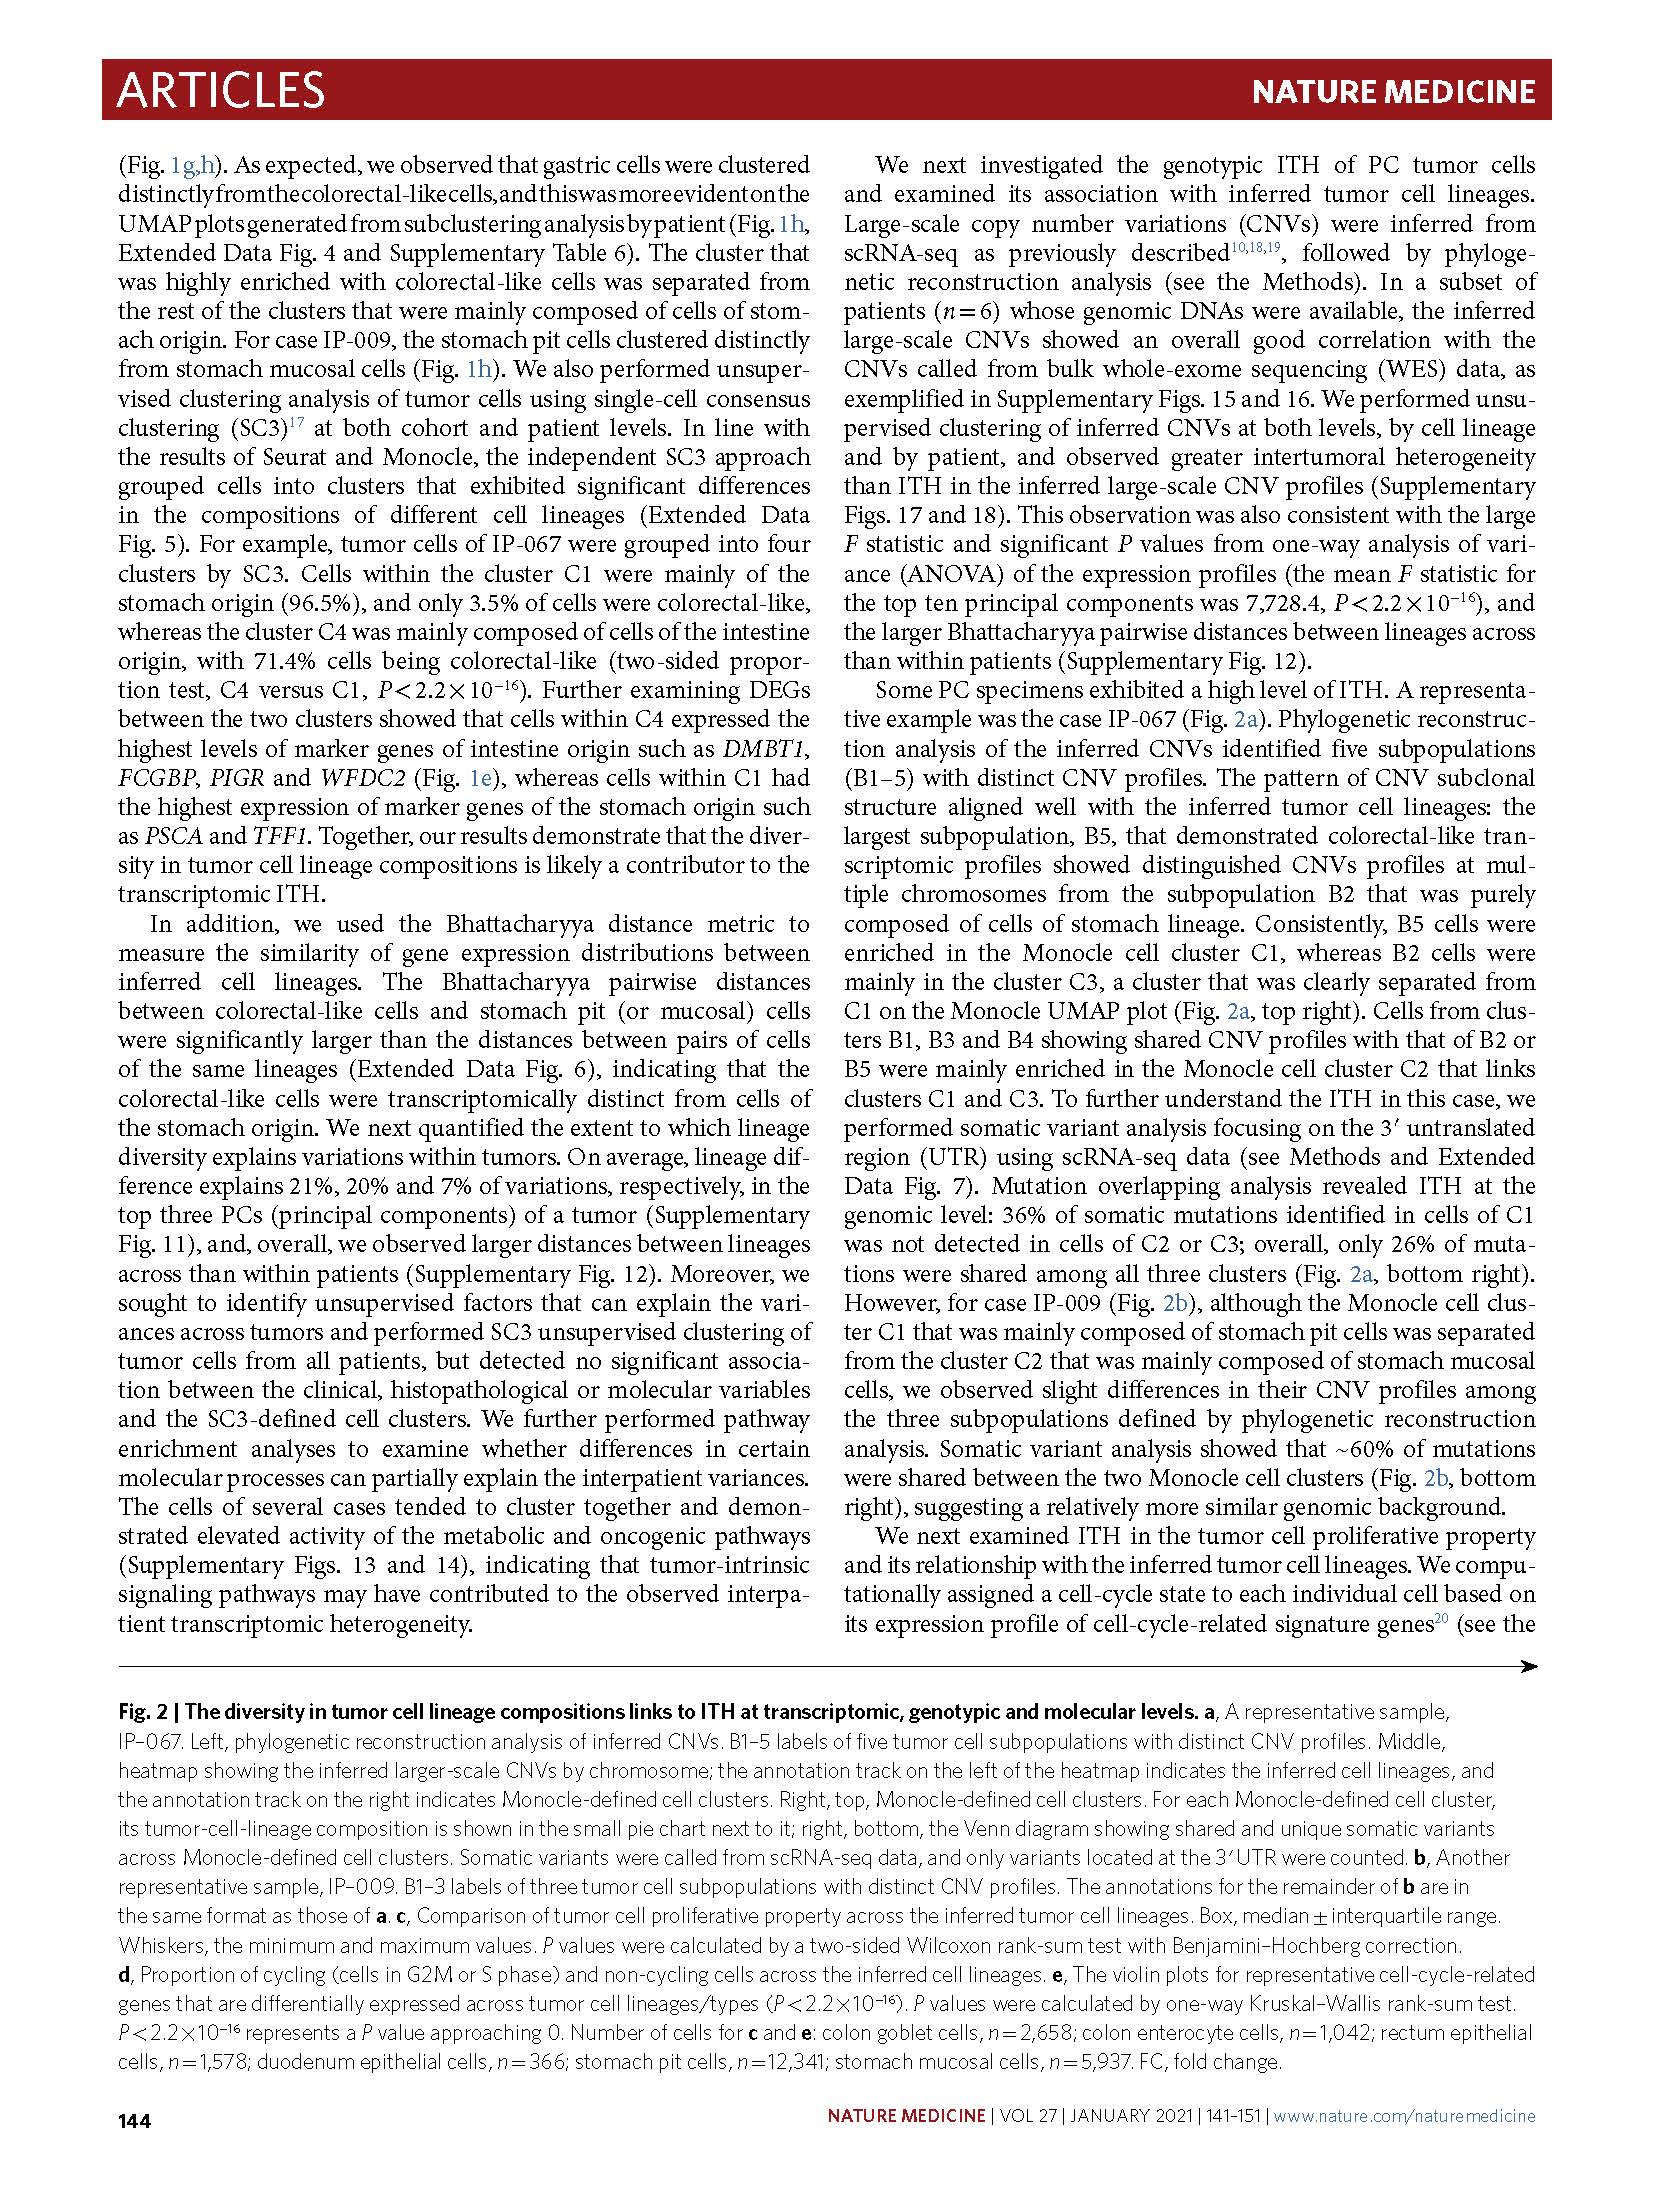 ARTICLES
NATURE MEDICINE
(Fig. 1g,h). As expected, we observed that gastric cells were clustered
distinctly from the colorectal-like cells, and this was more evident on the
UMAP plots generated from subclustering analysis by patient (Fig. 1h,
Extended Data Fig. 4 and Supplementary Table 6). The cluster that
was highly enriched with colorectal-like cells was separated from
the rest of the clusters that were mainly composed of cells of stom-
ach origin. For case IP-009, the stomach pit cells clustered distinctly
from stomach mucosal cells (Fig. 1h). We also performed unsuper-
vised clustering analysis of tumor cells using single-cell consensus
clustering (SC3)17 at both cohort and patient levels. In line with
the results of Seurat and Monocle, the independent SC3 approach
grouped cells into clusters that exhibited significant differences
in the compositions of different cell lineages (Extended Data
Fig. 5). For example, tumor cells of IP-067 were grouped into four
clusters by SC3. Cells within the cluster C1 were mainly of the
stomach origin (96.5%), and only 3.5% of cells were colorectal-like,
whereas the cluster C4 was mainly composed of cells of the intestine
origin, with 71.4% cells being colorectal-like (two-sided propor-
tion test, C4 versus C1, P < 2.2 × 10−16). Further examining DEGs
between the two clusters showed that cells within C4 expressed the
highest levels of marker genes of intestine origin such as DMBT1,
FCGBP, PIGR and WFDC2 (Fig. 1e), whereas cells within C1 had
the highest expression of marker genes of the stomach origin such
as PSCA and TFF1. Together, our results demonstrate that the diver-
sity in tumor cell lineage compositions is likely a contributor to the
transcriptomic ITH.
In addition, we used the Bhattacharyya distance metric to
measure the similarity of gene expression distributions between
inferred cell lineages. The Bhattacharyya pairwise distances
between colorectal-like cells and stomach pit (or mucosal) cells
were significantly larger than the distances between pairs of cells
of the same lineages (Extended Data Fig. 6), indicating that the
colorectal-like cells were transcriptomically distinct from cells of
the stomach origin. We next quantified the extent to which lineage
diversity explains variations within tumors. On average, lineage dif-
ference explains 21%, 20% and 7% of variations, respectively, in the
top three PCs (principal components) of a tumor (Supplementary
Fig. 11), and, overall, we observed larger distances between lineages
across than within patients (Supplementary Fig. 12). Moreover, we
sought to identify unsupervised factors that can explain the vari-
ances across tumors and performed SC3 unsupervised clustering of
tumor cells from all patients, but detected no significant associa-
tion between the clinical, histopathological or molecular variables
and the SC3-defined cell clusters. We further performed pathway
enrichment analyses to examine whether differences in certain
molecular processes can partially explain the interpatient variances.
The cells of several cases tended to cluster together and demon-
strated elevated activity of the metabolic and oncogenic pathways
(Supplementary Figs. 13 and 14), indicating that tumor-intrinsic
signaling pathways may have contributed to the observed interpa-
tient transcriptomic heterogeneity.
We next investigated the genotypic ITH of PC tumor cells
and examined its association with inferred tumor cell lineages.
Large-scale copy number variations (CNVs) were inferred from
scRNA-seq as previously described10,18,19, followed by phyloge-
netic reconstruction analysis (see the Methods). In a subset of
patients (n = 6) whose genomic DNAs were available, the inferred
large-scale CNVs showed an overall good correlation with the
CNVs called from bulk whole-exome sequencing (WES) data, as
exemplified in Supplementary Figs. 15 and 16. We performed unsu-
pervised clustering of inferred CNVs at both levels, by cell lineage
and by patient, and observed greater intertumoral heterogeneity
than ITH in the inferred large-scale CNV profiles (Supplementary
Figs. 17 and 18). This observation was also consistent with the large
F statistic and significant P values from one-way analysis of vari-
ance (ANOVA) of the expression profiles (the mean F statistic for
the top ten principal components was 7,728.4, P < 2.2 × 10−16), and
the larger Bhattacharyya pairwise distances between lineages across
than within patients (Supplementary Fig. 12).
Some PC specimens exhibited a high level of ITH. A representa-
tive example was the case IP-067 (Fig. 2a). Phylogenetic reconstruc-
tion analysis of the inferred CNVs identified five subpopulations
(B1–5) with distinct CNV profiles. The pattern of CNV subclonal
structure aligned well with the inferred tumor cell lineages: the
largest subpopulation, B5, that demonstrated colorectal-like tran-
scriptomic profiles showed distinguished CNVs profiles at mul-
tiple chromosomes from the subpopulation B2 that was purely
composed of cells of stomach lineage. Consistently, B5 cells were
enriched in the Monocle cell cluster C1, whereas B2 cells were
mainly in the cluster C3, a cluster that was clearly separated from
C1 on the Monocle UMAP plot (Fig. 2a, top right). Cells from clus-
ters B1, B3 and B4 showing shared CNV profiles with that of B2 or
B5 were mainly enriched in the Monocle cell cluster C2 that links
clusters C1 and C3. To further understand the ITH in this case, we
performed somatic variant analysis focusing on the 3′ untranslated
region (UTR) using scRNA-seq data (see Methods and Extended
Data Fig. 7). Mutation overlapping analysis revealed ITH at the
genomic level: 36% of somatic mutations identified in cells of C1
was not detected in cells of C2 or C3; overall, only 26% of muta-
tions were shared among all three clusters (Fig. 2a, bottom right).
However, for case IP-009 (Fig. 2b), although the Monocle cell clus-
ter C1 that was mainly composed of stomach pit cells was separated
from the cluster C2 that was mainly composed of stomach mucosal
cells, we observed slight differences in their CNV profiles among
the three subpopulations defined by phylogenetic reconstruction
analysis. Somatic variant analysis showed that ~60% of mutations
were shared between the two Monocle cell clusters (Fig. 2b, bottom
right), suggesting a relatively more similar genomic background.
We next examined ITH in the tumor cell proliferative property
and its relationship with the inferred tumor cell lineages. We compu-
tationally assigned a cell-cycle state to each individual cell based on
its expression profile of cell-cycle-related signature genes20 (see the
Fig. 2 | The diversity in tumor cell lineage compositions links to ITH at transcriptomic, genotypic and molecular levels. a, A representative sample,
IP–067. Left, phylogenetic reconstruction analysis of inferred CNVs. B1–5 labels of five tumor cell subpopulations with distinct CNV profiles. Middle,
heatmap showing the inferred larger-scale CNVs by chromosome; the annotation track on the left of the heatmap indicates the inferred cell lineages, and
the annotation track on the right indicates Monocle-defined cell clusters. Right, top, Monocle-defined cell clusters. For each Monocle-defined cell cluster,
its tumor-cell-lineage composition is shown in the small pie chart next to it; right, bottom, the Venn diagram showing shared and unique somatic variants
across Monocle-defined cell clusters. Somatic variants were called from scRNA-seq data, and only variants located at the 3′ UTR were counted. b, Another
representative sample, IP–009. B1–3 labels of three tumor cell subpopulations with distinct CNV profiles. The annotations for the remainder of b are in
the same format as those of a. c, Comparison of tumor cell proliferative property across the inferred tumor cell lineages. Box, median ± interquartile range.
Whiskers, the minimum and maximum values. P values were calculated by a two-sided Wilcoxon rank-sum test with Benjamini–Hochberg correction.
d, Proportion of cycling (cells in G2M or S phase) and non-cycling cells across the inferred cell lineages. e, The violin plots for representative cell-cycle-related
genes that are differentially expressed across tumor cell lineages/types (P < 2.2 × 10−16). P values were calculated by one-way Kruskal–Wallis rank-sum test.
P < 2.2 × 10−16 represents a P value approaching 0. Number of cells for c and e: colon goblet cells, n = 2,658; colon enterocyte cells, n = 1,042; rectum epithelial
cells, n = 1,578; duodenum epithelial cells, n = 366; stomach pit cells, n = 12,341; stomach mucosal cells, n = 5,937. FC, fold change.
144
NATURE MEDICINE | VOL 27 | JANUARY 2021 | 141–151 | www.nature.com/naturemedicine